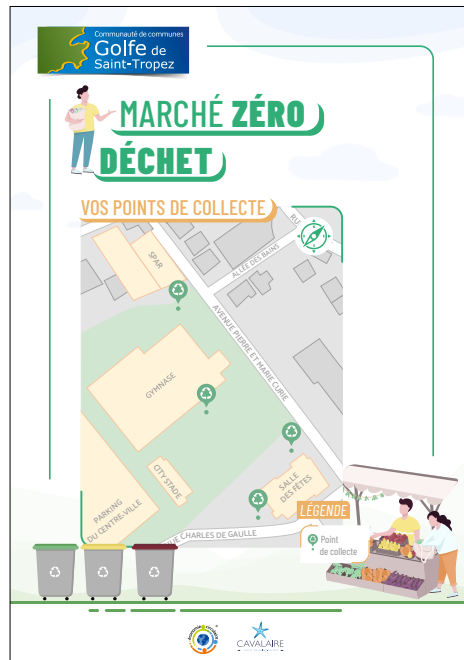 Communauté de communes
Golfe de
Saint-Tropez
MARCHÉ ZÉRO
DÉCHET
VOS POINTS DE COLLECTE
RU
ALLÉE DES BAINS
SPAR
AVENUE PIERRE ET MARIE CURIE
GYMNASE
CITY STADE
SALLE
DES FÊTES
PARKING
DU CENTRE-VILLE
UE CHARLES DE GAULLE
LÉGENDE
Point
de collecte
CAVALAIRE